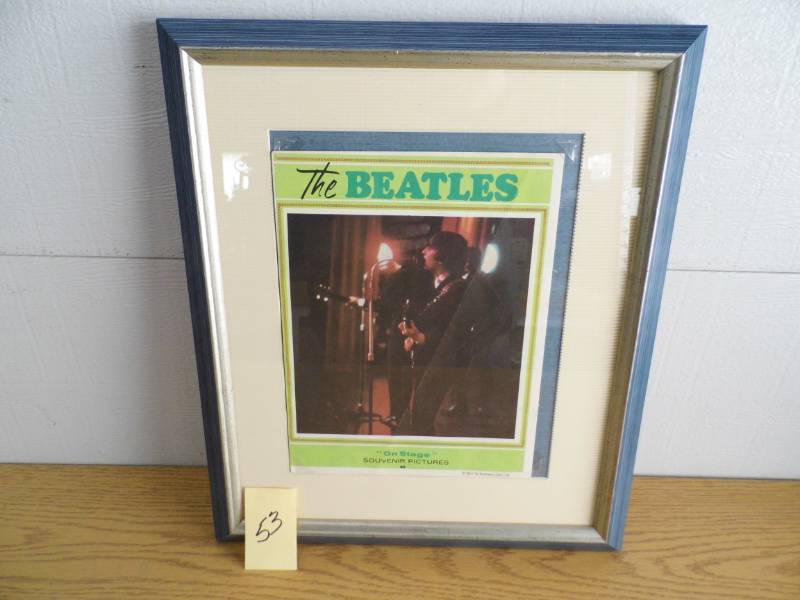 The BEATLES
"On Stage"
SOUVENIR PICTURES
53